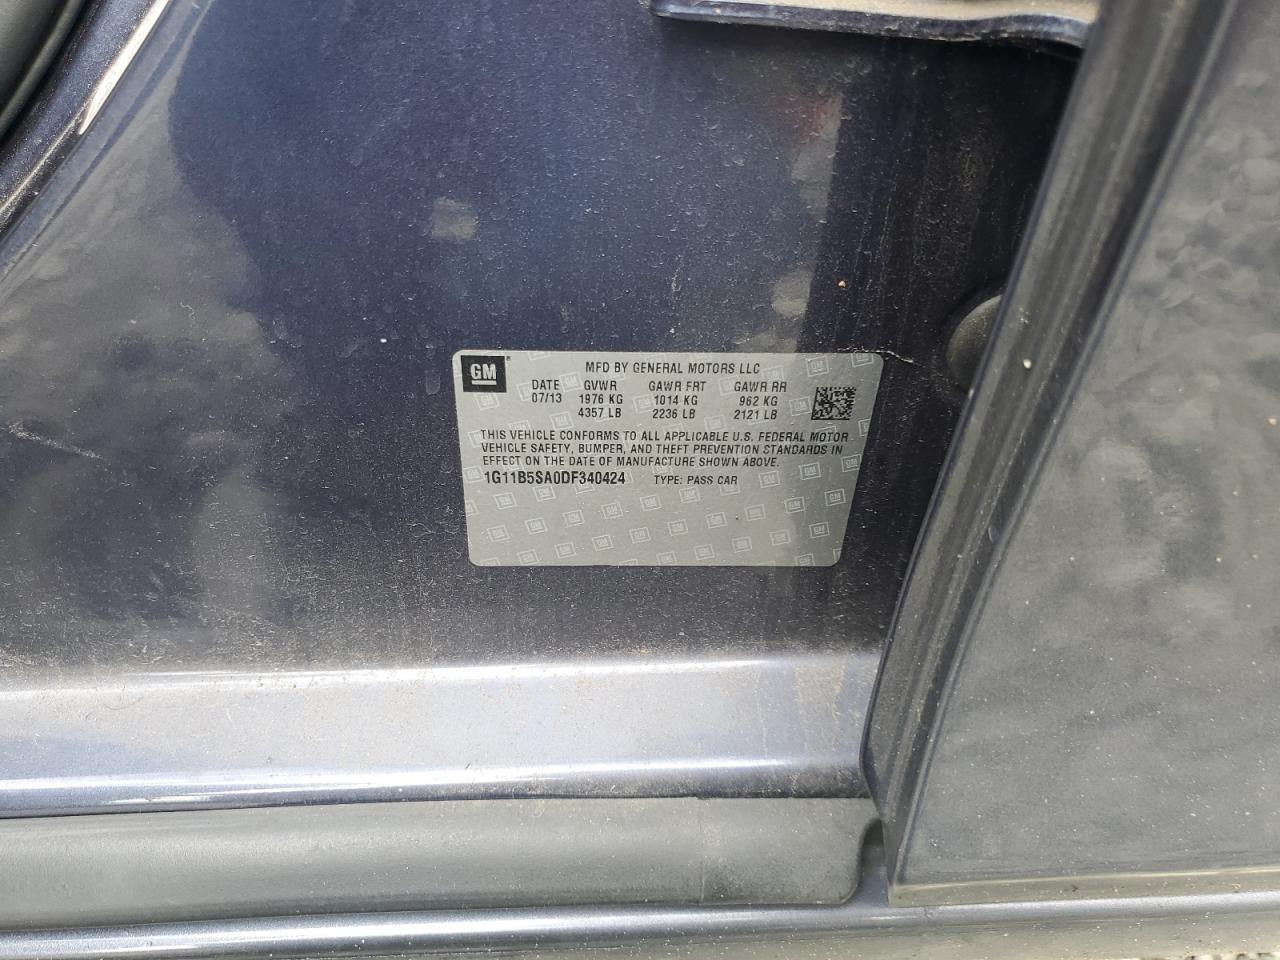 GM
MFD BY GENERAL MOTORS LLC
DATE GVWR GAWR FRT GAWR RR
07/13 1976 KG 1014 KG 962 KG
4357 LB 2236 LB 2121 LB
THIS VEHICLE CONFORMS TO ALL APPLICABLE U.S. FEDERAL MOTOR
VEHICLE SAFETY, BUMPER, AND THEFT PREVENTION STANDARDS IN
EFFECT ON THE DATE OF MANUFACTURE SHOWN ABOVE.
1G11B5SA0DF340424 TYPE: PASS CAR